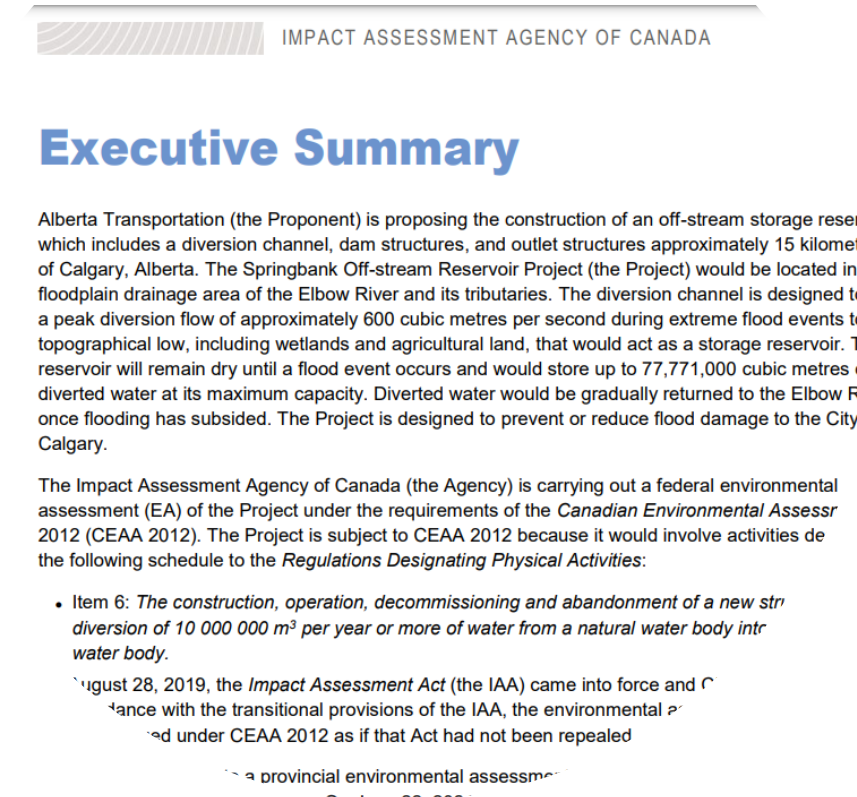 IMPACT ASSESSMENT AGENCY OF CANADA
Executive Summary
Alberta Transportation (the Proponent) is proposing the construction of an off-stream storage
which includes a diversion channel, dam structures, and outlet structures approximately 15
of Calgary, Alberta. The Springbank Off-stream Reservoir Project (the Project) would be located in
floodplain drainage area of the Elbow River and its tributaries. The diversion channel is designed
a peak diversion flow of approximately 600 cubic metres per second during extreme flood events
topographical low, including wetlands and agricultural land, that would act as a storage reservoir.
reservoir will remain dry until a flood event occurs and would store up to 77,771,000 cubic metres
diverted water at its maximum capacity. Diverted water would be gradually returned to the Elbow
once flooding has subsided. The Project is designed to prevent or reduce flood damage to the City
Calgary.
The Impact Assessment Agency of Canada (the Agency) is carrying out a federal environmental
assessment (EA) of the Project under the requirements of the Canadian Environmental
2012 (CEAA 2012). The Project is subject to CEAA 2012 because it would involve activities
the following schedule to the Regulations Designating Physical Activities:
• Item 6: The construction, operation, decommissioning and abandonment of a new
diversion of 10 000 000 m³ per year or more of water from a natural water body
water body.
28, 2019, the Impact Assessment Act (the IAA) came into force and
with the transitional provisions of the IAA, the environmental
under CEAA 2012 as if that Act had not been repealed
a provincial environmental